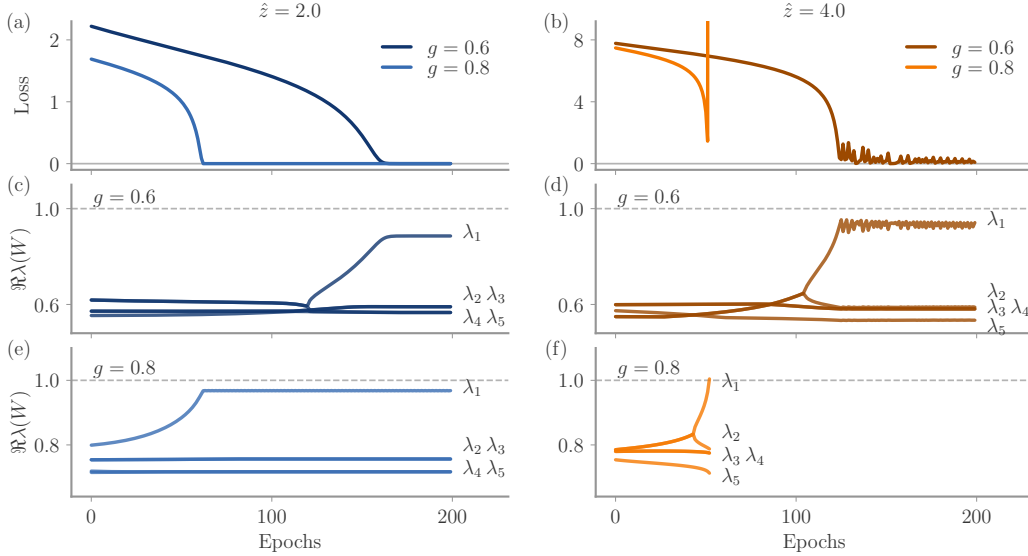 (a) ẑ = 2.0
Loss
2
1
0
g = 0.6
g = 0.8
(b) ẑ = 4.0
8
4
0
g = 0.6
g = 0.8
(c) g = 0.6
ℜλ(W)
1.0
0.6
λ₁
λ₂ λ₃
λ₄ λ₅
(d) g = 0.6
1.0
0.6
λ₁
λ₂
λ₃ λ₄
λ₅
(e) g = 0.8
ℜλ(W)
1.0
0.8
λ₁
λ₂ λ₃
λ₄ λ₅
0 100 200
Epochs
(f) g = 0.8
1.0
0.8
λ₁
λ₂
λ₃ λ₄
λ₅
0 100 200
Epochs